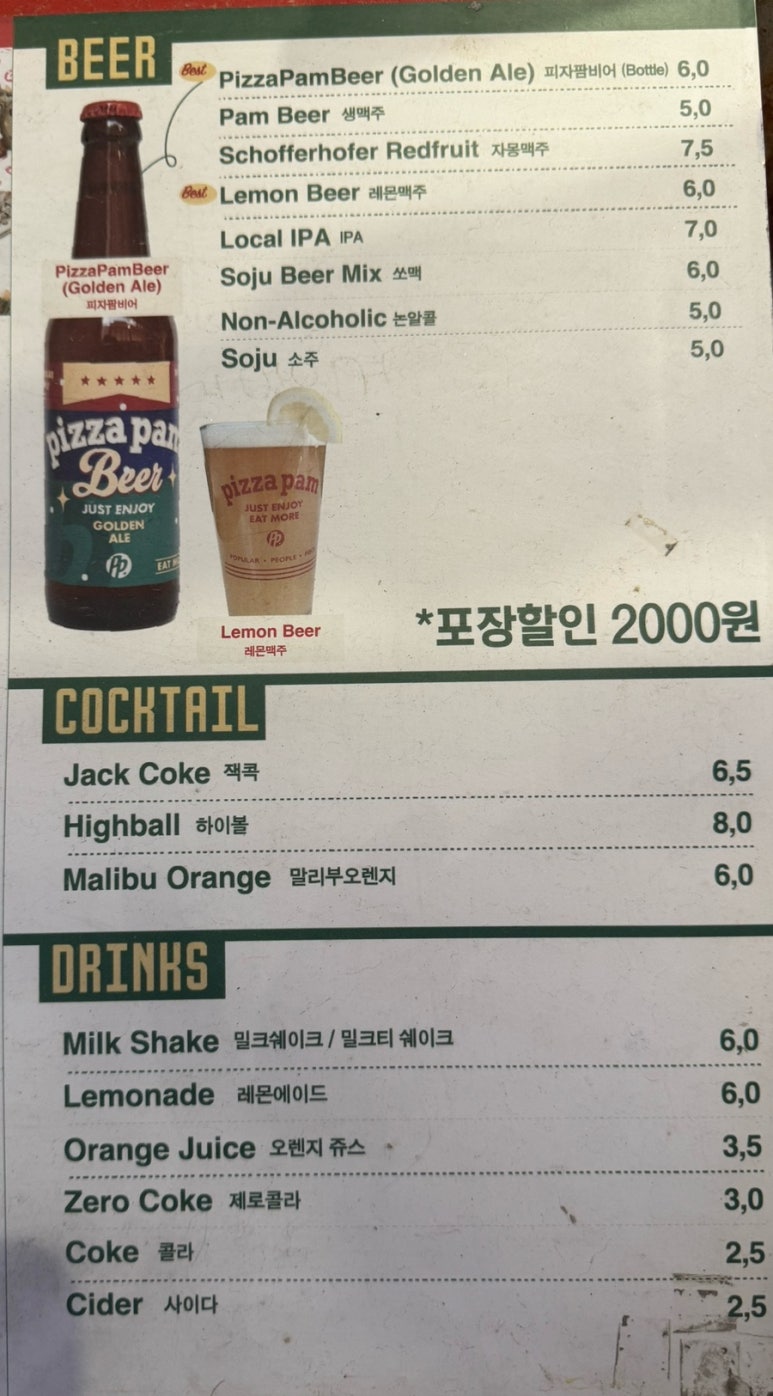 BEER
Best PizzaPamBeer (Golden Ale) 피자팜비어 (Bottle) 6,0
Pam Beer 생맥주 5,0
Schofferhofer Redfruit 자몽맥주 7,5
Best Lemon Beer 레몬맥주 6,0
Local IPA IPA 7,0
Soju Beer Mix 쏘맥 6,0
Non-Alcoholic 논알콜 5,0
Soju 소주 5,0
PizzaPamBeer
(Golden Ale)
피자팜비어
pizza pam
Beer
JUST ENJOY
GOLDEN
ALE
Pp
EAT
pizza pam
JUST ENJOY
EAT MORE
Pp
POPULAR • PEOPLE •
Lemon Beer
레몬맥주
*포장할인 2000원
COCKTAIL
Jack Coke 잭콕 6,5
Highball 하이볼 8,0
Malibu Orange 말리부오렌지 6,0
DRINKS
Milk Shake 밀크쉐이크 / 밀크티 쉐이크 6,0
Lemonade 레몬에이드 6,0
Orange Juice 오렌지 쥬스 3,5
Zero Coke 제로콜라 3,0
Coke 콜라 2,5
Cider 사이다 2,5